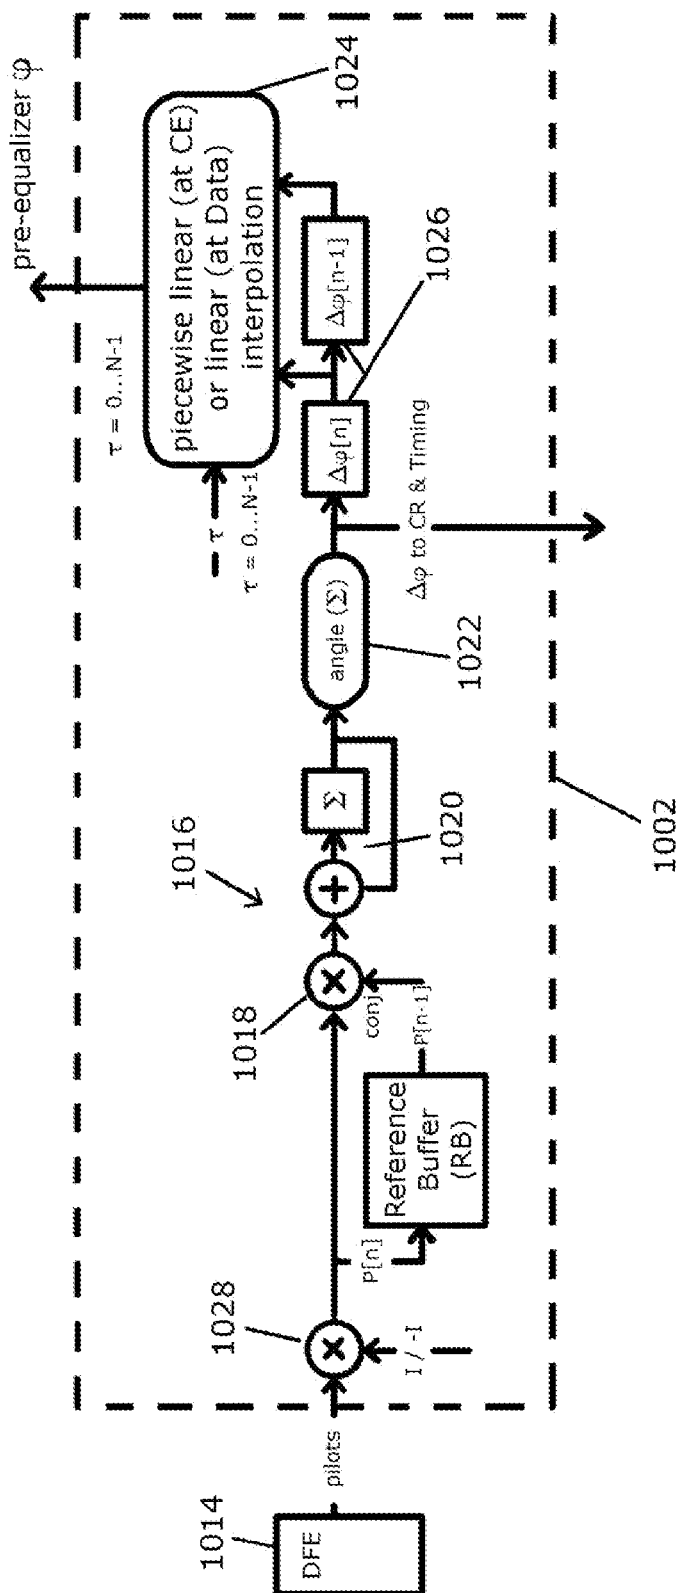 pre-equalizer φ
τ = 0...N-1
piecewise linear (at CE)
or linear (at Data)
interpolation
1024
τ
τ = 0...N-1
Δφ[n]
Δφ[n-1]
1026
Δφ to CR & Timing
angle (Σ)
1022
Σ
1020
1016
+
×
1018
conj
P[n-1]
Reference
Buffer
(RB)
P[n]
×
1028
1 / -1
pilots
DFE
1014
1002